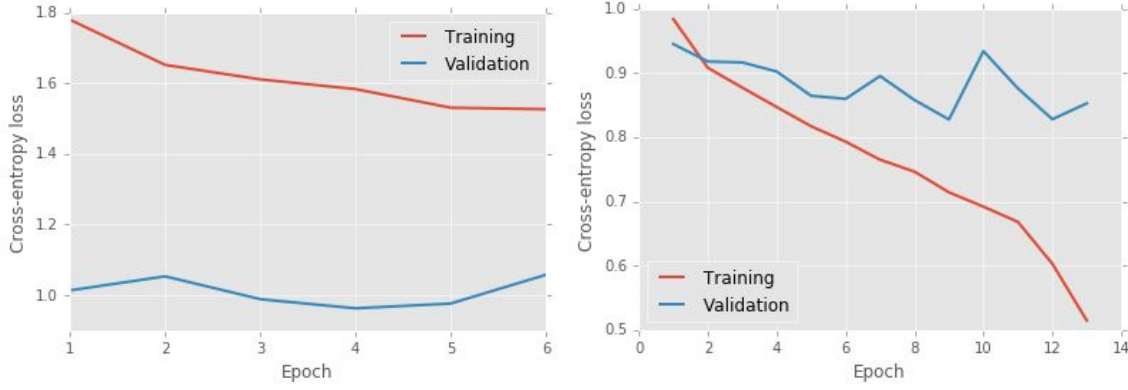 1.8
1.6
1.4
1.2
1.0
1 2 3 4 5 6
Epoch
Cross-entropy loss
Training
Validation
1.0
0.9
0.8
0.7
0.6
0.5
0 2 4 6 8 10 12 14
Epoch
Cross-entropy loss
Training
Validation